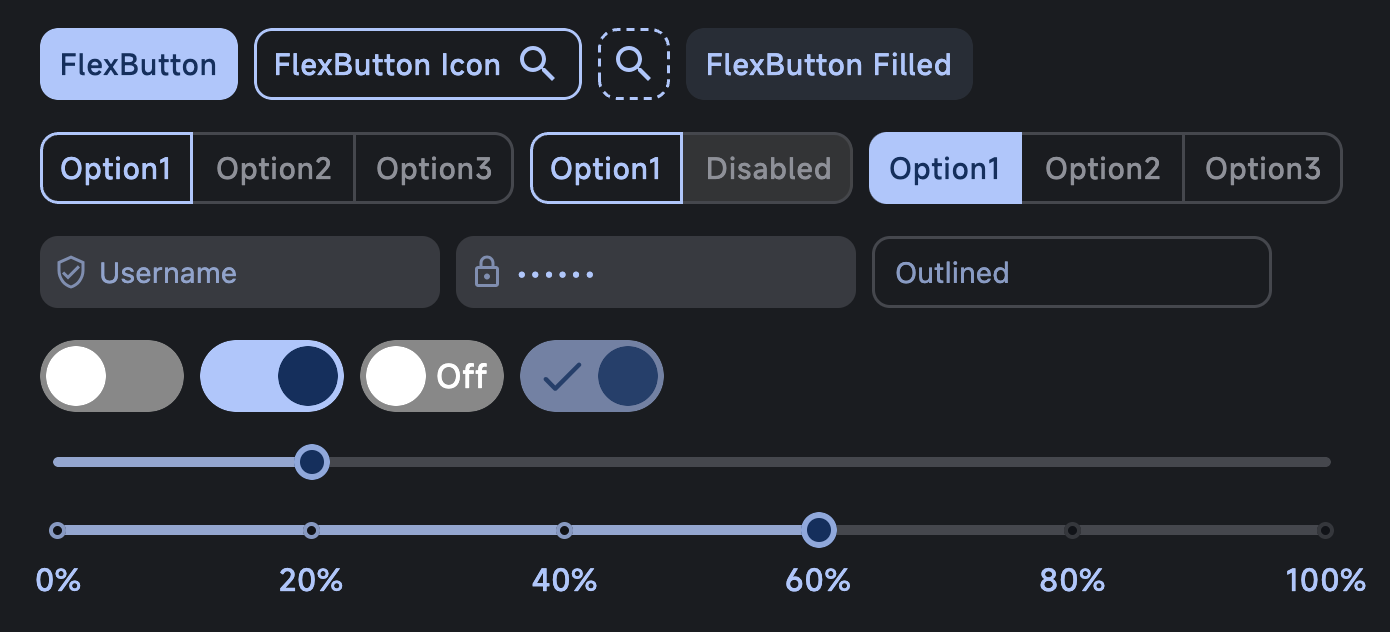 FlexButton FlexButton Icon FlexButton Filled
Option1 Option2 Option3 Option1 Disabled Option1 Option2 Option3
Username •••••• Outlined
Off
0% 20% 40% 60% 80% 100%